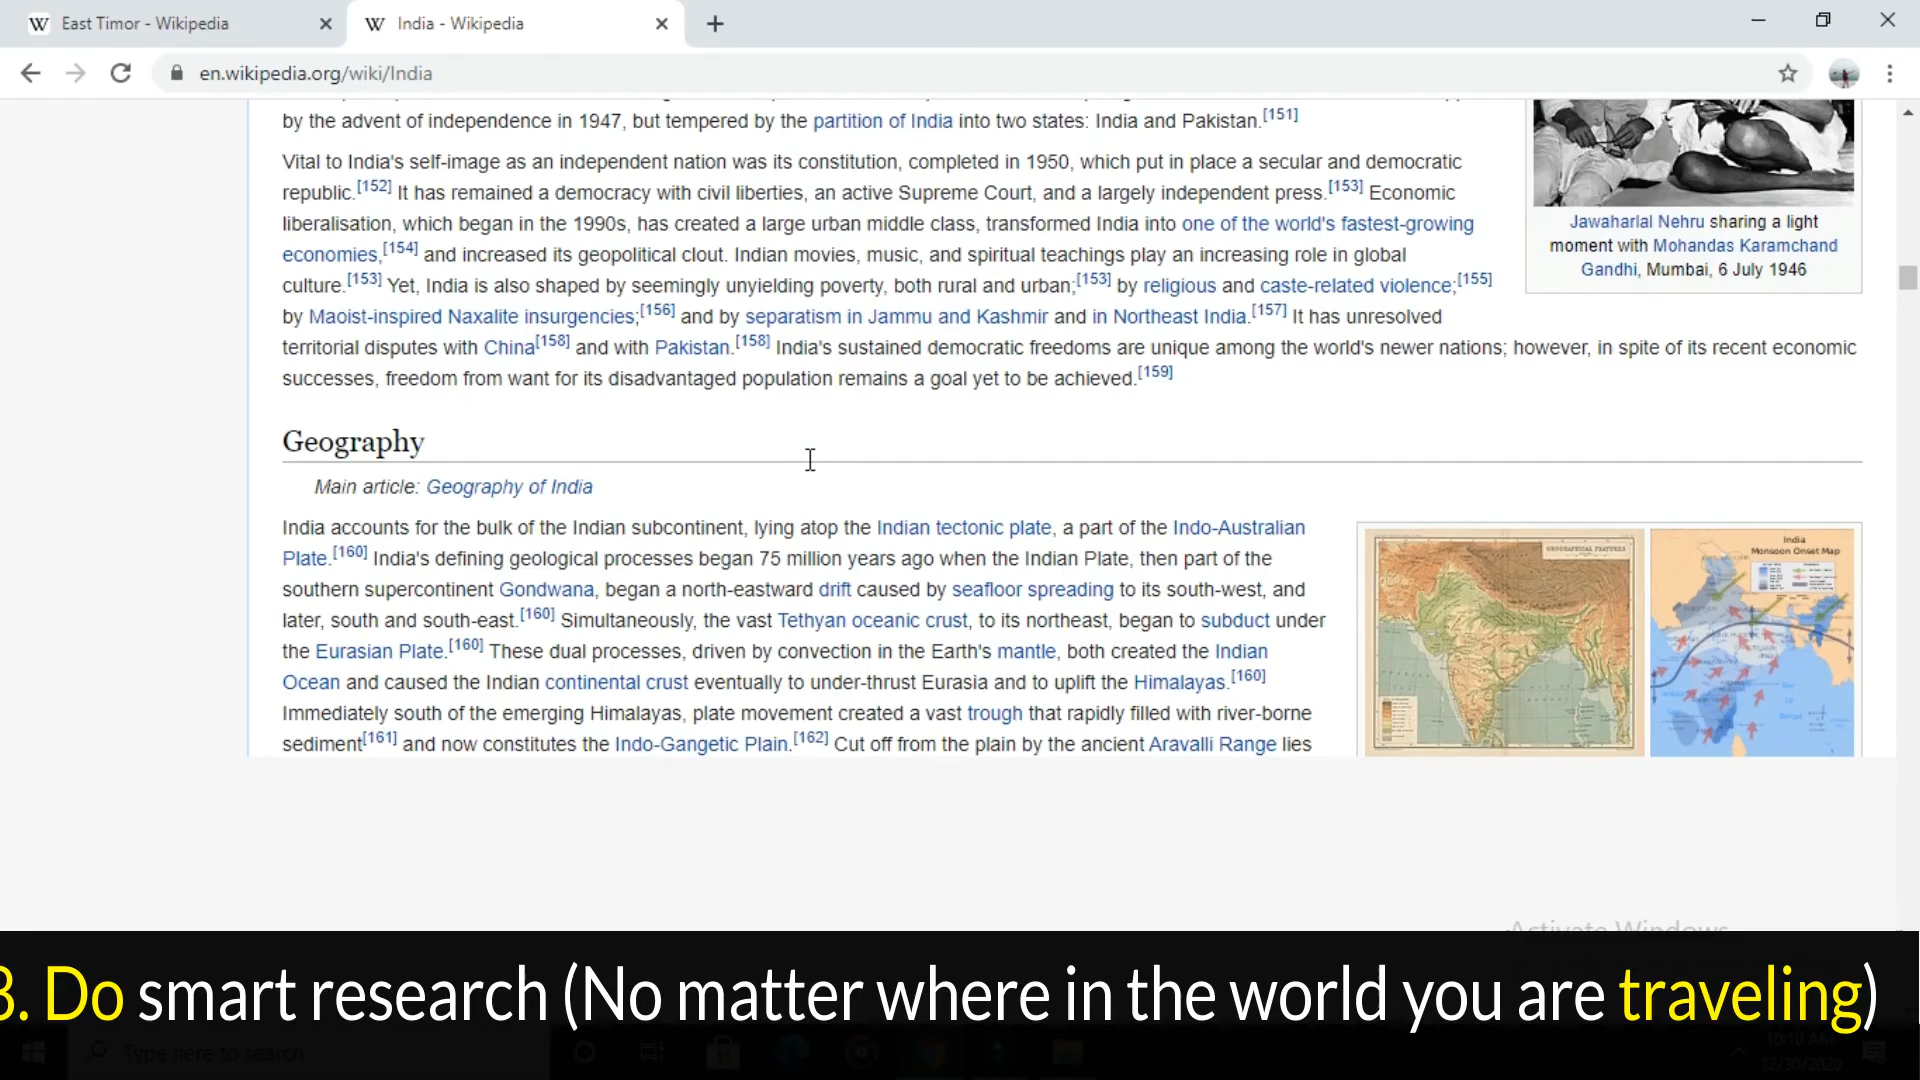 East Timor - Wikipedia
India - Wikipedia
en.wikipedia.org/wiki/India
by the advent of independence in 1947, but tempered by the partition of India into two states: India and Pakistan.[151]
Vital to India's self-image as an independent nation was its constitution, completed in 1950, which put in place a secular and democratic
republic.[152] It has remained a democracy with civil liberties, an active Supreme Court, and a largely independent press.[153] Economic
liberalisation, which began in the 1990s, has created a large urban middle class, transformed India into one of the world's fastest-growing
economies,[154] and increased its geopolitical clout. Indian movies, music, and spiritual teachings play an increasing role in global
culture.[153] Yet, India is also shaped by seemingly unyielding poverty, both rural and urban;[153] by religious and caste-related violence;[155]
by Maoist-inspired Naxalite insurgencies;[156] and by separatism in Jammu and Kashmir and in Northeast India.[157] It has unresolved
territorial disputes with China[158] and with Pakistan.[158] India's sustained democratic freedoms are unique among the world's newer nations; however, in spite of its recent economic
successes, freedom from want for its disadvantaged population remains a goal yet to be achieved.[159]
Jawaharlal Nehru sharing a light
moment with Mohandas Karamchand
Gandhi, Mumbai, 6 July 1946
Geography
Main article: Geography of India
India accounts for the bulk of the Indian subcontinent, lying atop the Indian tectonic plate, a part of the Indo-Australian
Plate.[160] India's defining geological processes began 75 million years ago when the Indian Plate, then part of the
southern supercontinent Gondwana, began a north-eastward drift caused by seafloor spreading to its south-west, and
later, south and south-east.[160] Simultaneously, the vast Tethyan oceanic crust, to its northeast, began to subduct under
the Eurasian Plate.[160] These dual processes, driven by convection in the Earth's mantle, both created the Indian
Ocean and caused the Indian continental crust eventually to under-thrust Eurasia and to uplift the Himalayas.[160]
Immediately south of the emerging Himalayas, plate movement created a vast trough that rapidly filled with river-borne
sediment[161] and now constitutes the Indo-Gangetic Plain.[162] Cut off from the plain by the ancient Aravalli Range lies
GEOGRAPHICAL FEATURES
India
Monsoon Onset Map
Activate Windows
3. Do smart research (No matter where in the world you are traveling)
Type here to search
10:10 AM
12/30/2020